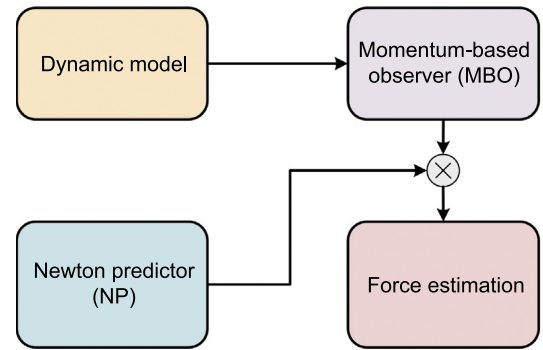 Dynamic model
Momentum-based
observer (MBO)
Newton predictor
(NP)
Force estimation